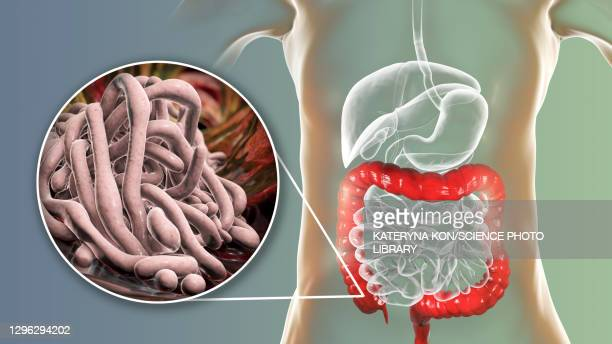 gettyimages
KATERYNA KON/SCIENCE PHOTO
LIBRARY
1296294202